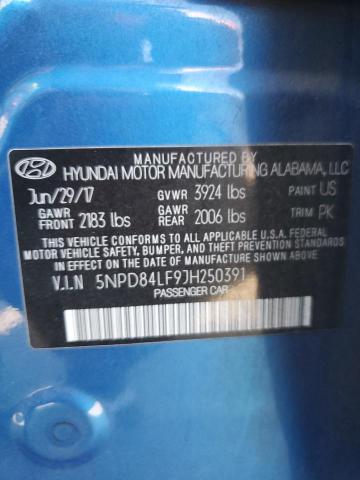 MANUFACTURED BY
HYUNDAI MOTOR MANUFACTURING ALABAMA, LLC
Jun/29/17 GVWR 3924 lbs PAINT US
GAWR FRONT 2183 lbs GAWR REAR 2006 lbs TRIM PK
THIS VEHICLE CONFORMS TO ALL APPLICABLE U.S.A. FEDERAL
MOTOR VEHICLE SAFETY, BUMPER, AND THEFT PREVENTION
STANDARDS IN EFFECT ON THE DATE OF MANUFACTURE SHOWN ABOVE.
V.I.N 5NPD84LF9JH250391
PASSENGER CAR